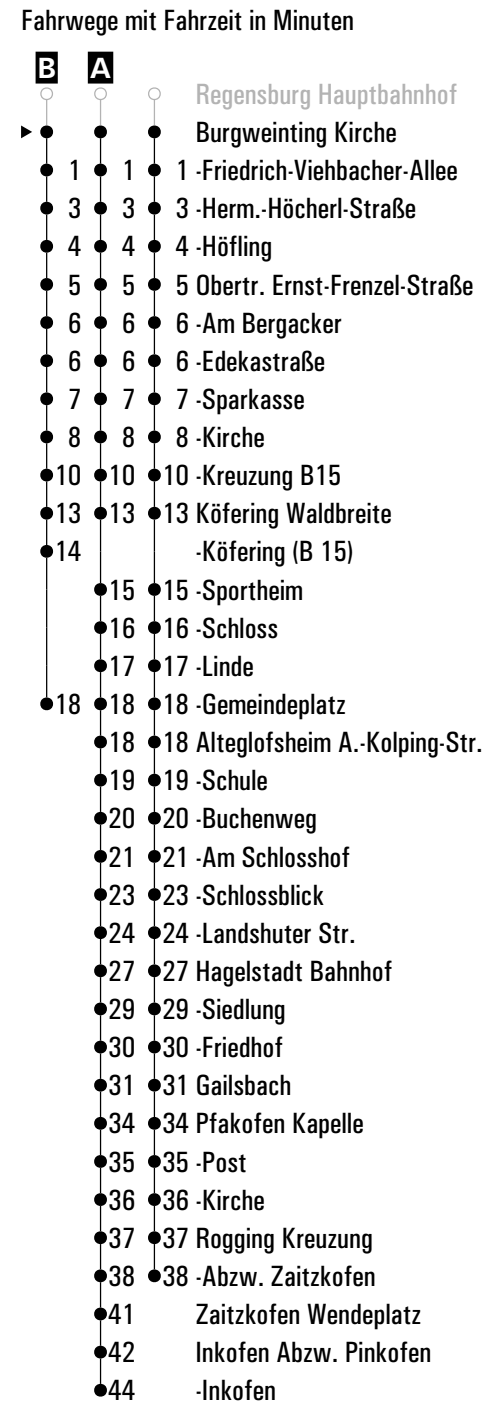 Fahrwege mit Fahrzeit in Minuten
B A
Regensburg Hauptbahnhof
Burgweinting Kirche
1 1 1 -Friedrich-Viehbacher-Allee
3 3 3 -Herm.-Höcherl-Straße
4 4 4 -Höfling
5 5 5 Obertr. Ernst-Frenzel-Straße
6 6 6 -Am Bergacker
6 6 6 -Edekastraße
7 7 7 -Sparkasse
8 8 8 -Kirche
10 10 10 -Kreuzung B15
13 13 13 Köfering Waldbreite
14 -Köfering (B 15)
15 15 -Sportheim
16 16 -Schloss
17 17 -Linde
18 18 18 -Gemeindeplatz
18 18 Alteglofsheim A.-Kolping-Str.
19 19 -Schule
20 20 -Buchenweg
21 21 -Am Schlosshof
23 23 -Schlossblick
24 24 -Landshuter Str.
27 27 Hagelstadt Bahnhof
29 29 -Siedlung
30 30 -Friedhof
31 31 Gailsbach
34 34 Pfakofen Kapelle
35 35 -Post
36 36 -Kirche
37 37 Rogging Kreuzung
38 38 -Abzw. Zaitzkofen
41 Zaitzkofen Wendeplatz
42 Inkofen Abzw. Pinkofen
44 -Inkofen